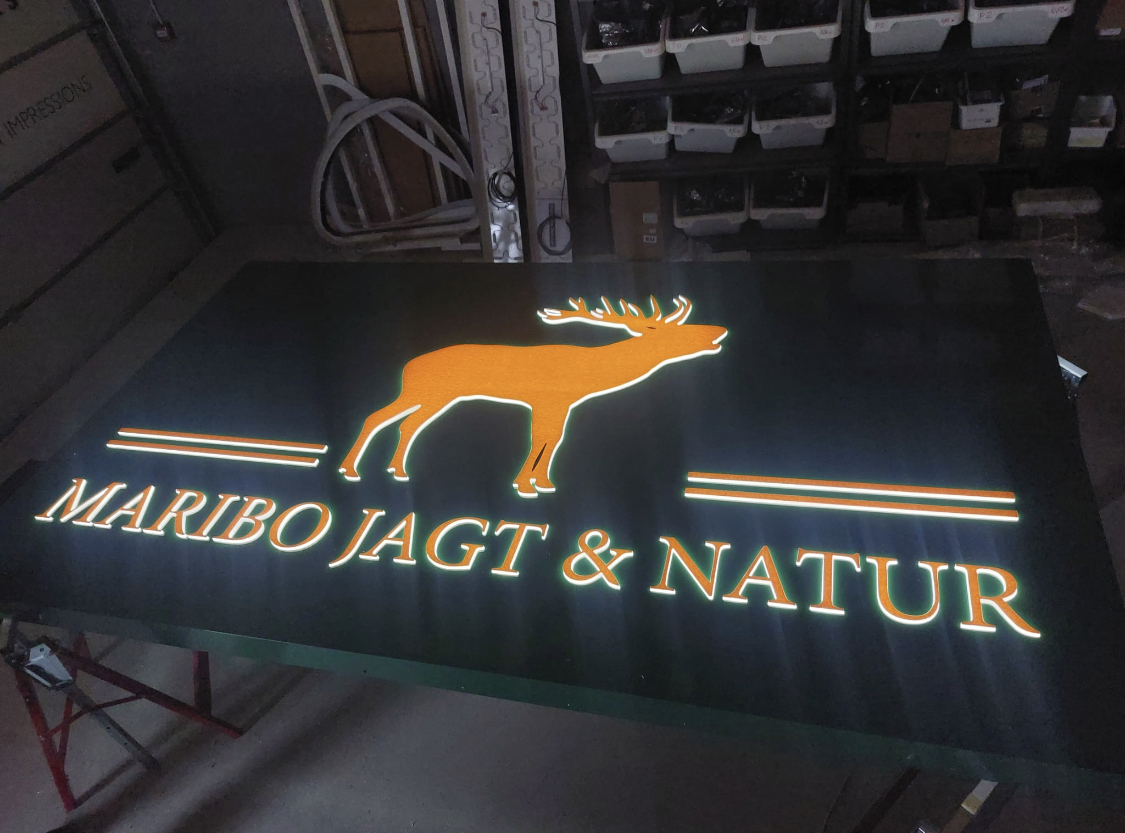 IMPRESSIONS
MARIBO JAGT & NATUR